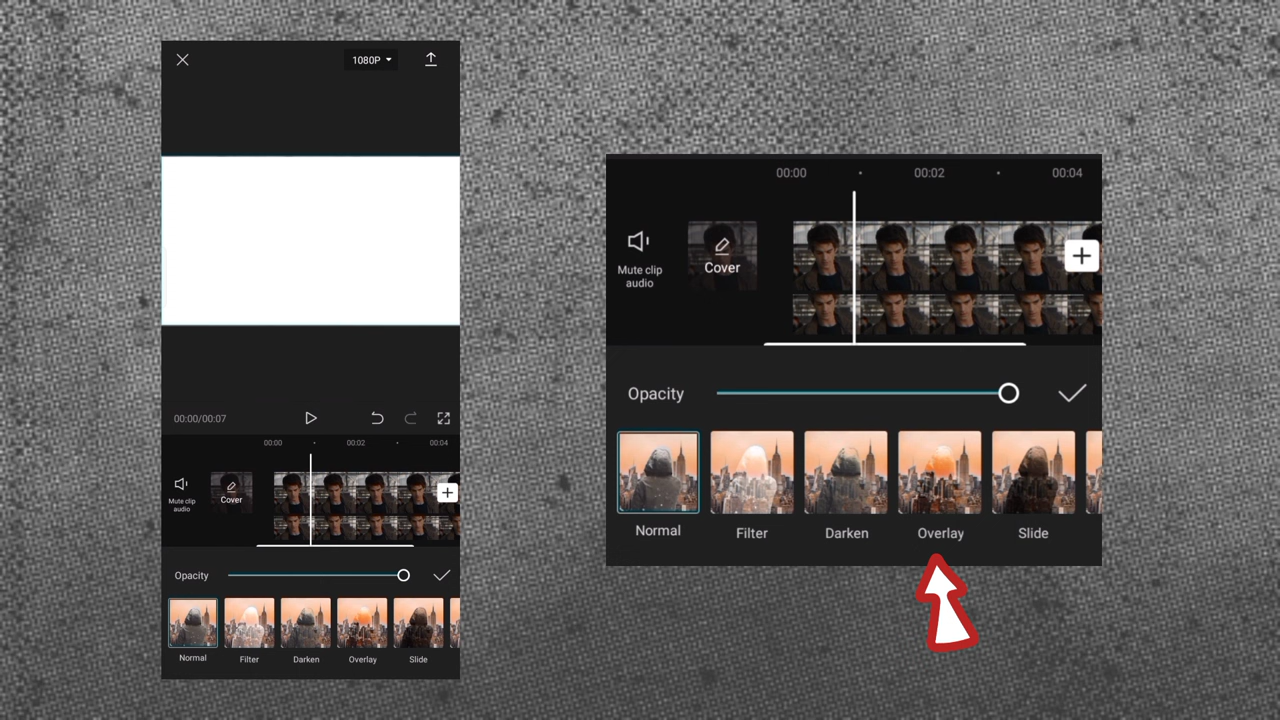 1080P
00:00/00:07
00:00
00:02
00:04
Mute clip
audio
Cover
Opacity
Normal
Filter
Darken
Overlay
Slide
00:00
00:02
00:04
Mute clip
audio
Cover
Opacity
Normal
Filter
Darken
Overlay
Slide